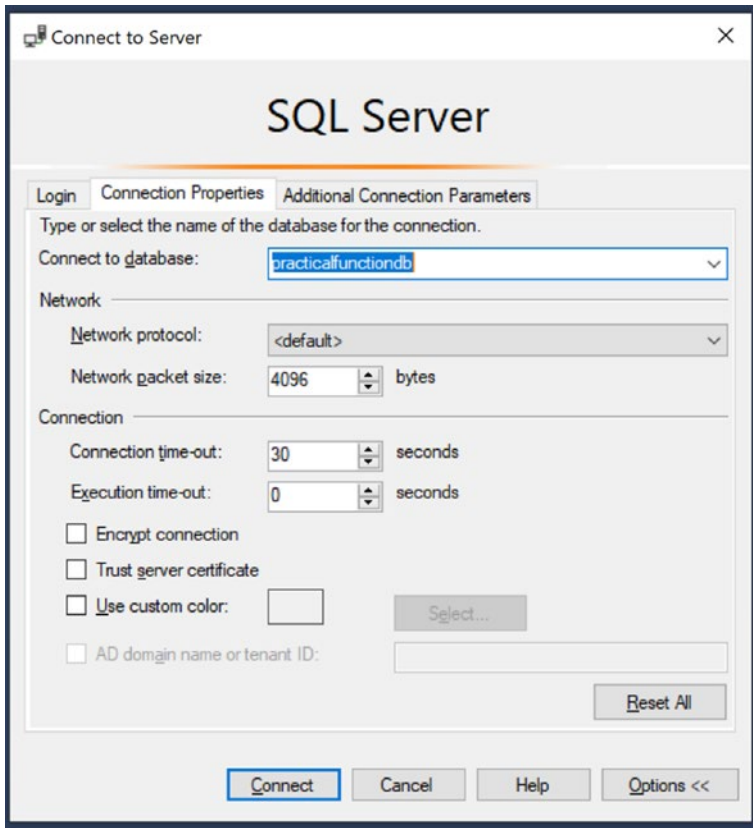 Connect to Server
SQL Server
Login Connection Properties Additional Connection Parameters
Type or select the name of the database for the connection.
Connect to database: practicalfunctiondb
Network
Network protocol: <default>
Network packet size: 4096 bytes
Connection
Connection time-out: 30 seconds
Execution time-out: 0 seconds
Encrypt connection
Trust server certificate
Use custom color: Select...
AD domain name or tenant ID:
Reset All
Connect Cancel Help Options <<